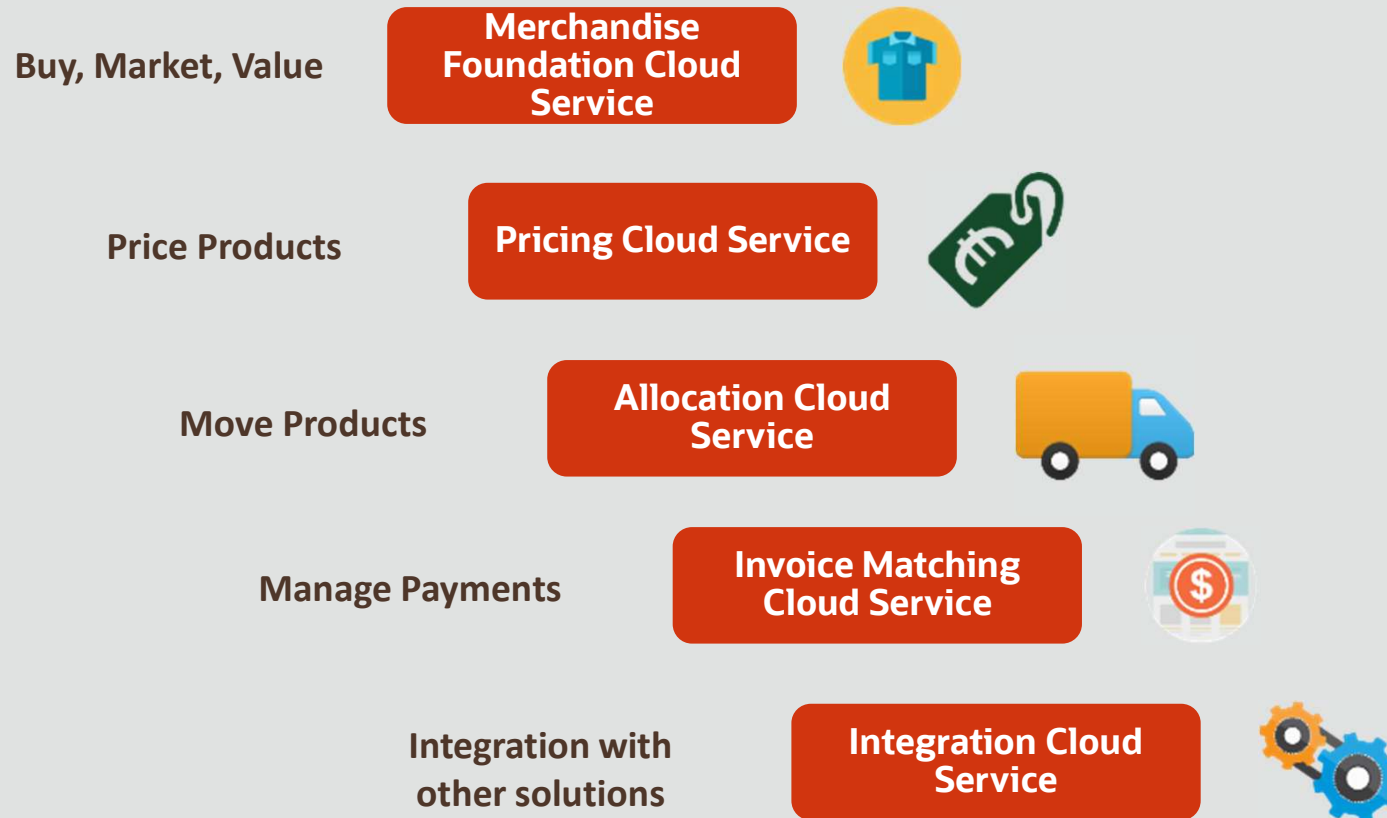 Buy, Market, Value
Merchandise
Foundation Cloud
Service
Price Products
Pricing Cloud Service
Move Products
Allocation Cloud
Service
Manage Payments
Invoice Matching
Cloud Service
$
Integration with
other solutions
Integration Cloud
Service